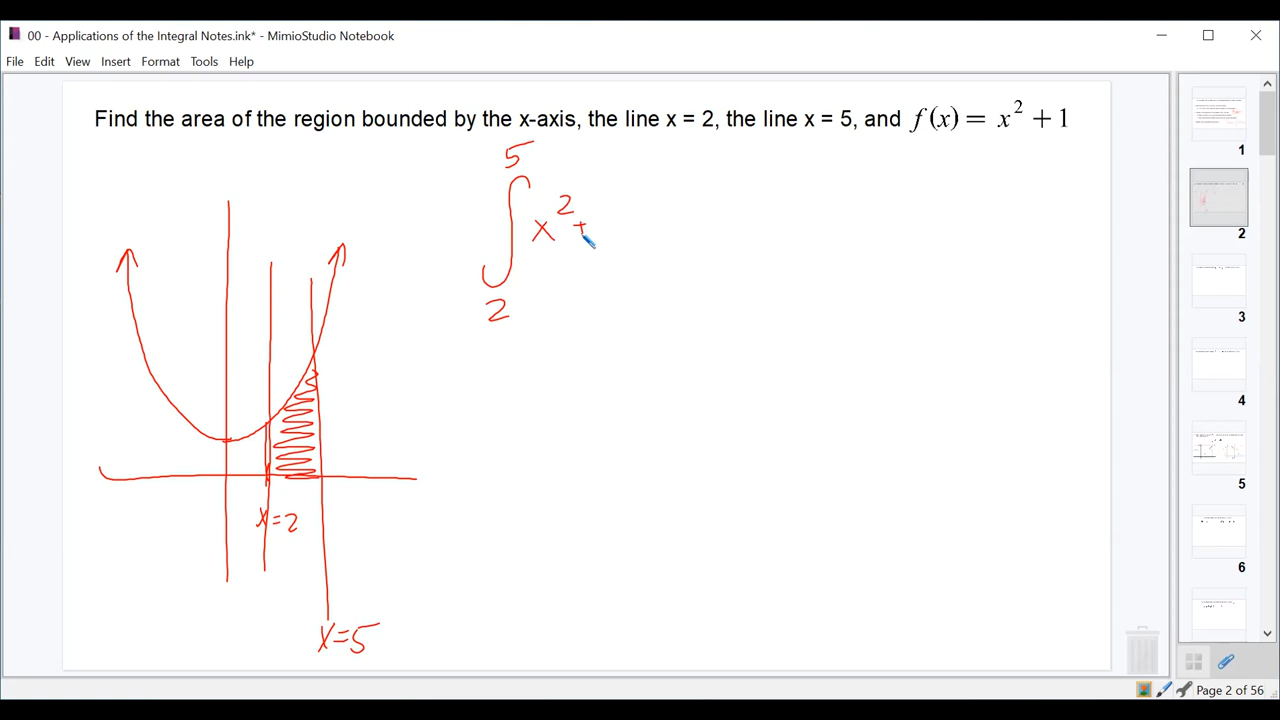 00 - Applications of the Integral Notes.ink* - MimioStudio Notebook
File Edit View Insert Format Tools Help
Find the area of the region bounded by the x-axis, the line x = 2, the line x = 5, and f(x) = x² + 1
5
∫ x² +
2
x=2
x=5
1
2
3
4
5
6
Page 2 of 56